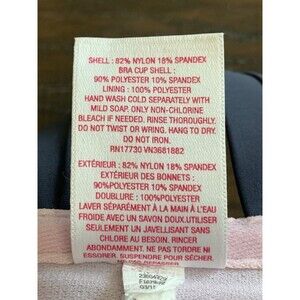 SHELL : 82% NYLON 18% SPANDEX
BRA CUP SHELL :
90% POLYESTER 10% SPANDEX
LINING : 100% POLYESTER
HAND WASH COLD SEPARATELY WITH
MILD SOAP. ONLY NON-CHLORINE
BLEACH IF NEEDED. RINSE THOROUGHLY.
DO NOT TWIST OR WRING. HANG TO DRY.
DO NOT IRON.
RN17730 VN3681882
EXTÉRIEUR : 82% NYLON 18% SPANDEX
EXTÉRIEUR DES BONNETS :
90%POLYESTER 10% SPANDEX
DOUBLURE : 100% POLYESTER
LAVER SÉPARÉMENT À LA MAIN À L'EAU
FROIDE AVEC UN SAVON DOUX.UTILISER
SEULEMENT UN JAVELLISANT SANS
CHLORE AU BESOIN. RINCER
ABONDAMMENT. NE PAS TORDRE NI
ESSORER. SUSPENDRE POUR FAIRE
SÉCHER. NE PAS REPASSER.